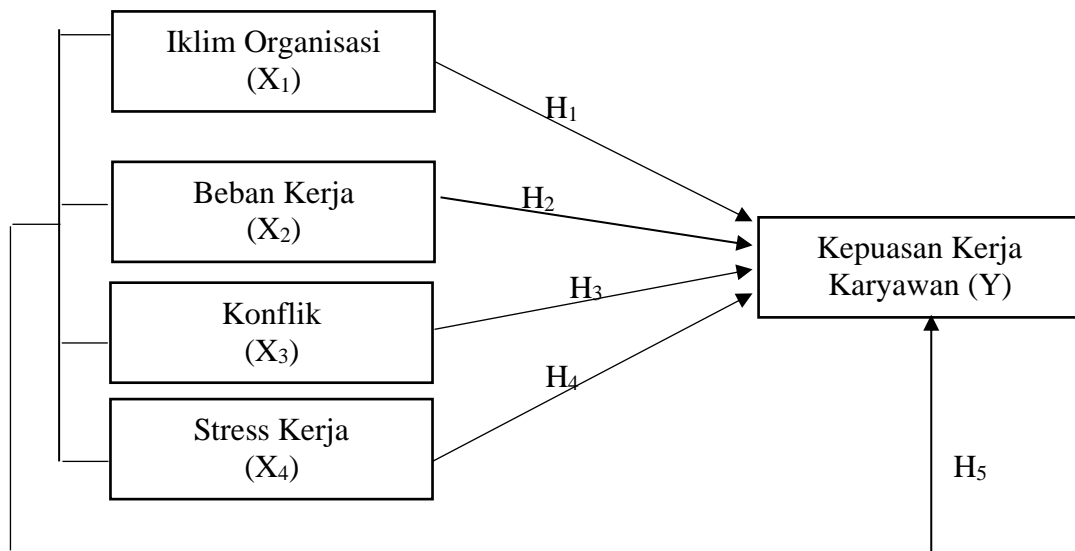 Iklim Organisasi
(X₁)
H₁
Beban Kerja
(X₂)
H₂
Kepuasan Kerja
Karyawan (Y)
H₃
Konflik
(X₃)
H₄
Stress Kerja
(X₄)
H₅